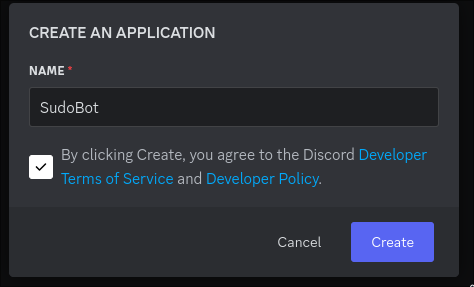 CREATE AN APPLICATION
NAME *
SudoBot
By clicking Create, you agree to the Discord Developer
Terms of Service and Developer Policy.
Cancel
Create